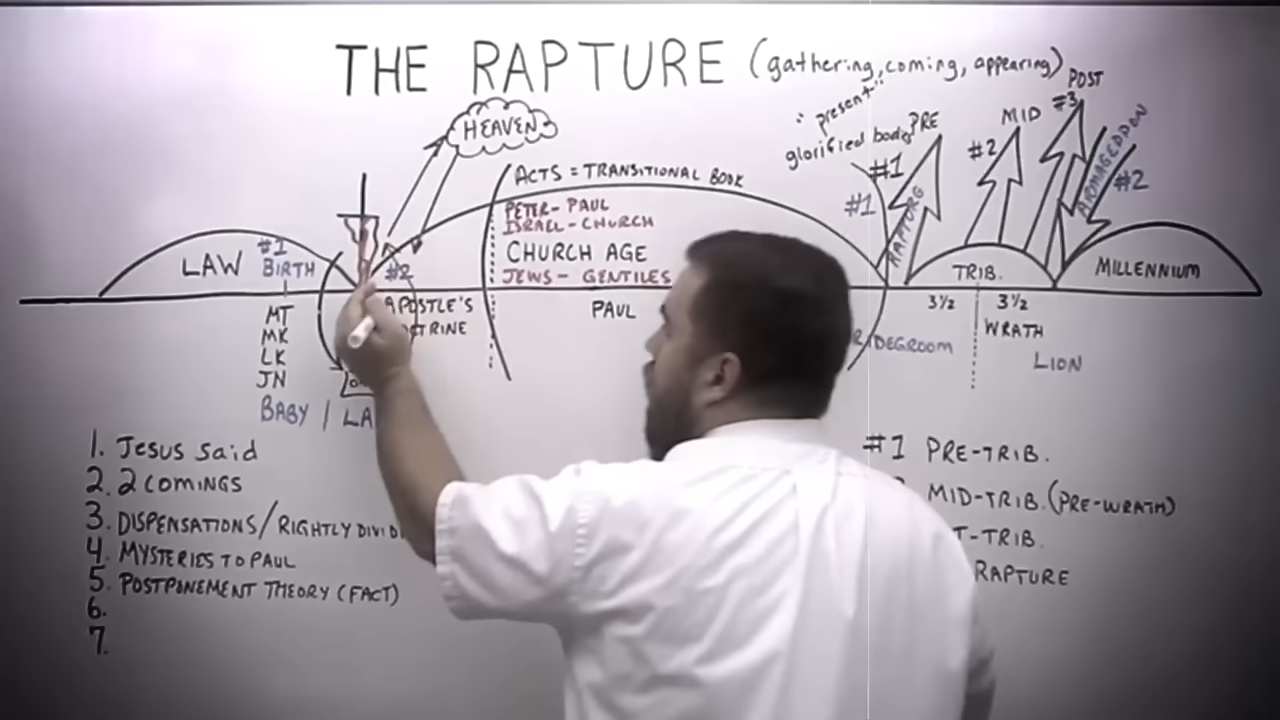 THE RAPTURE (gathering, coming, appearing)
"present"
glorified body
HEAVEN
ACTS = TRANSITIONAL BOOK
PETER - PAUL
ISRAEL - CHURCH
CHURCH AGE
JEWS - GENTILES
PAUL
LAW
#1
BIRTH
MT
MK
LK
JN
BABY / LA
#2
APOSTLE'S
TRINE
#1
#1
PRE
RAPTURE
#2
MID
#3
POST
ARMAGEDDON
#2
TRIB.
3½ 3½
WRATH
LION
MILLENNIUM
RIDEGROOM
1. Jesus said
2. 2 COMINGS
3. DISPENSATIONS/RIGHTLY DIVID
4. MYSTERIES TO PAUL
5. POSTPONEMENT THEORY (FACT)
6.
7.
#1 PRE-TRIB.
MID-TRIB. (PRE-WRATH)
T-TRIB.
RAPTURE